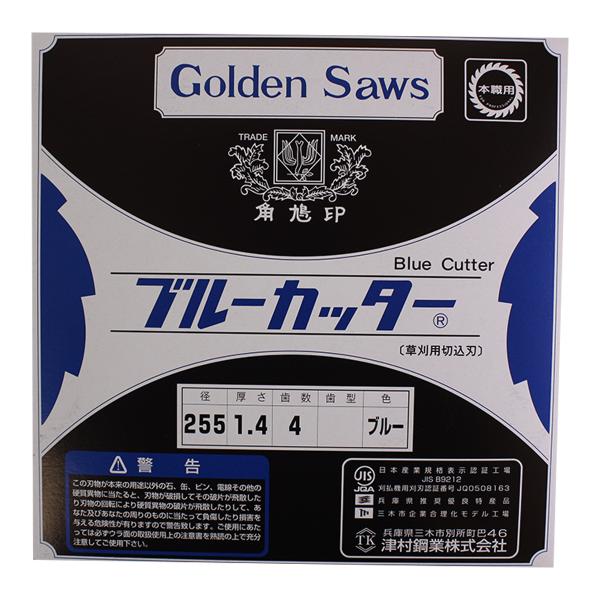 Golden Saws
本職用
FOR PROFESSIONAL
TRADE MARK
角鳩印
Blue Cutter
ブルーカッター®
(草刈用切込刃)
径 厚さ 歯数 歯型 色
255 1.4 4 ブルー
警告
この刃物が本来の用途以外の石、缶、ビン、電線その他の
硬質異物に当たると、刃物が破損してその破片が飛散した
り刃物の回転により硬質異物の破片が飛散したりして、あ
なた及びあなたの周りのものに当たって負傷したり損害を
与える危険性が有りますので警告致します。ご使用にあた
っては必ずウラ面の取扱使用上の注意書を熟読の上で充分
注意してご使用下さい。
日本産業規格表示認証工場
JIS B9212
刈払機用刈刃認証番号 JQ0508163
兵庫県推奨優良特産品
三木市企業合理化モデル工場
JIS
JQA
TK
兵庫県三木市別所町巴46
津村鋼業株式会社